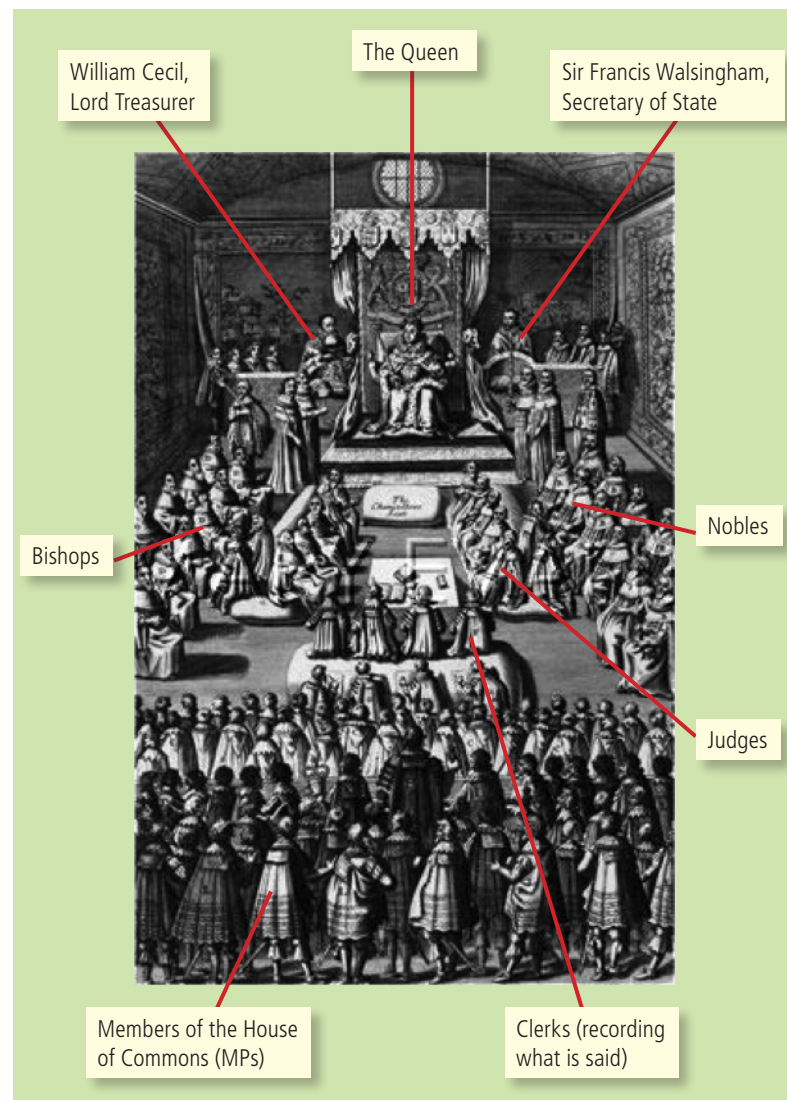 The Queen
William Cecil,
Lord Treasurer
Sir Francis Walsingham,
Secretary of State
Bishops
Nobles
Judges
Members of the House
of Commons (MPs)
Clerks (recording
what is said)